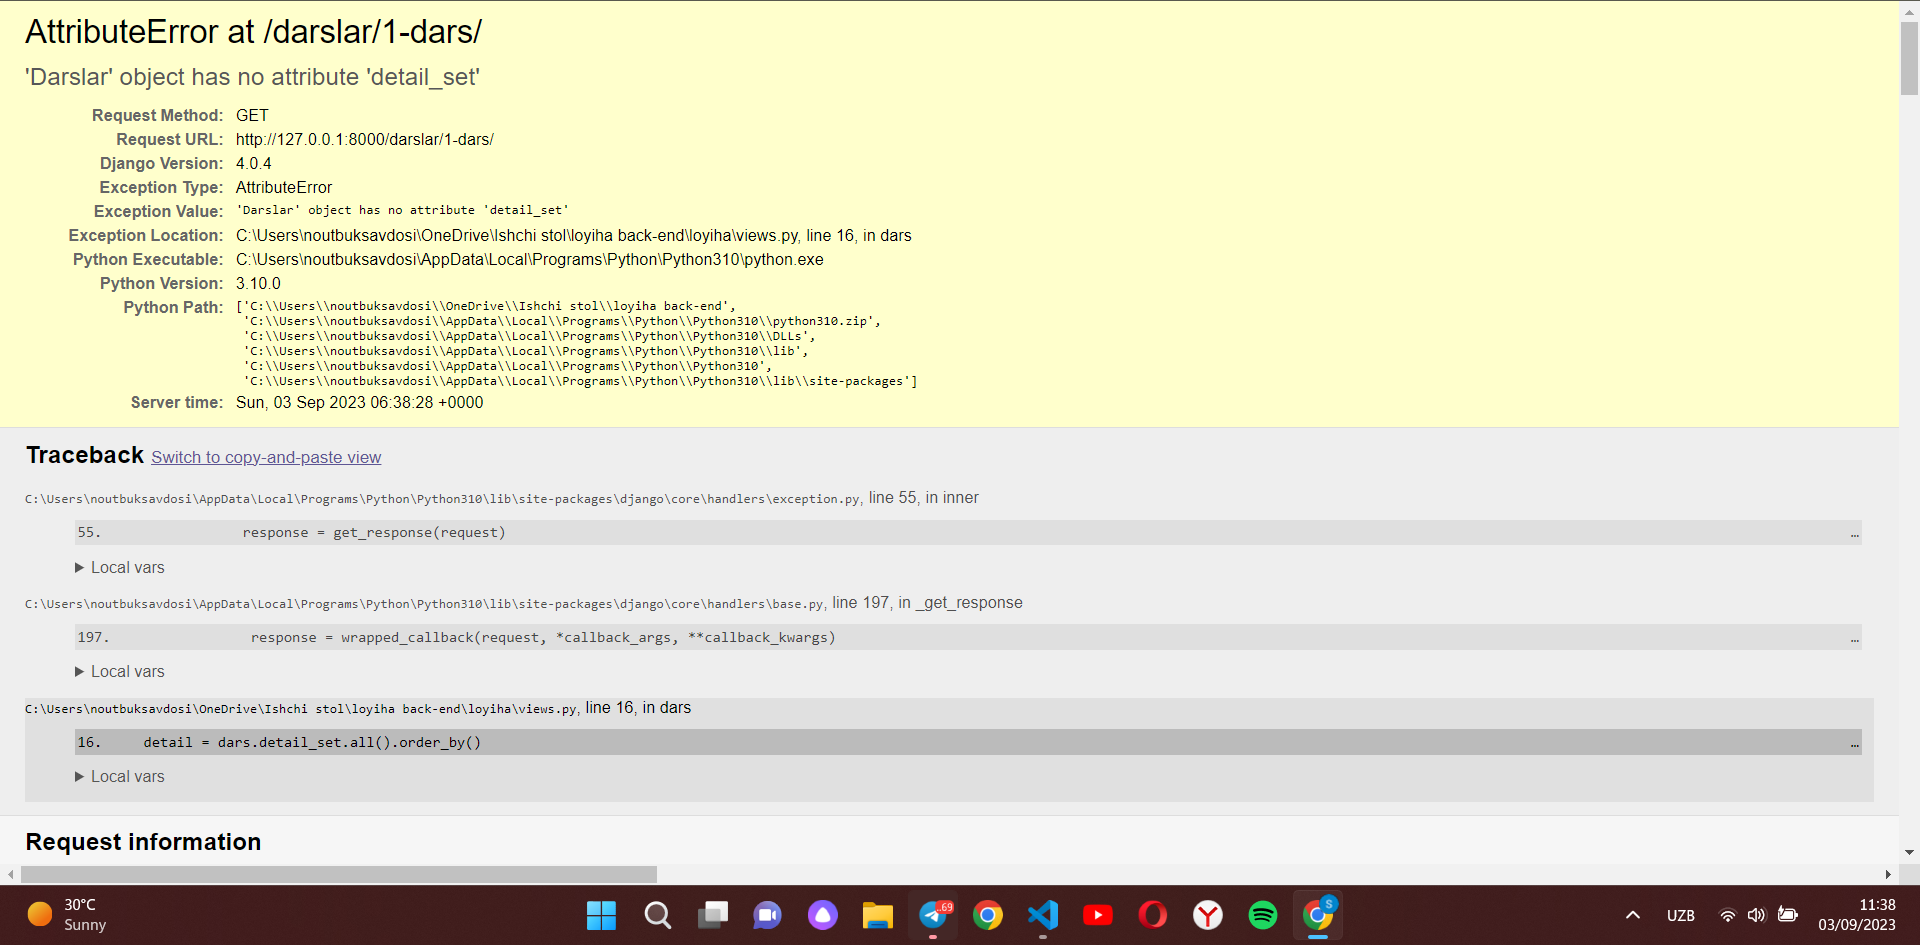 AttributeError at /darslar/1-dars/
'Darslar' object has no attribute 'detail_set'
Request Method: GET
Request URL: http://127.0.0.1:8000/darslar/1-dars/
Django Version: 4.0.4
Exception Type: AttributeError
Exception Value: 'Darslar' object has no attribute 'detail_set'
Exception Location: C:\Users\noutbuksavdosi\OneDrive\Ishchi stol\loyiha back-end\loyiha\views.py, line 16, in dars
Python Executable: C:\Users\noutbuksavdosi\AppData\Local\Programs\Python\Python310\python.exe
Python Version: 3.10.0
Python Path: ['C:\\Users\\noutbuksavdosi\\OneDrive\\Ishchi stol\\loyiha back-end',
'C:\\Users\\noutbuksavdosi\\AppData\\Local\\Programs\\Python\\Python310\\python310.zip',
'C:\\Users\\noutbuksavdosi\\AppData\\Local\\Programs\\Python\\Python310\\DLLs',
'C:\\Users\\noutbuksavdosi\\AppData\\Local\\Programs\\Python\\Python310\\lib',
'C:\\Users\\noutbuksavdosi\\AppData\\Local\\Programs\\Python\\Python310',
'C:\\Users\\noutbuksavdosi\\AppData\\Local\\Programs\\Python\\Python310\\lib\\site-packages']
Server time: Sun, 03 Sep 2023 06:38:28 +0000
Traceback Switch to copy-and-paste view
C:\Users\noutbuksavdosi\AppData\Local\Programs\Python\Python310\lib\site-packages\django\core\handlers\exception.py, line 55, in inner
55. response = get_response(request) …
▶ Local vars
C:\Users\noutbuksavdosi\AppData\Local\Programs\Python\Python310\lib\site-packages\django\core\handlers\base.py, line 197, in _get_response
197. response = wrapped_callback(request, *callback_args, **callback_kwargs) …
▶ Local vars
C:\Users\noutbuksavdosi\OneDrive\Ishchi stol\loyiha back-end\loyiha\views.py, line 16, in dars
16. detail = dars.detail_set.all().order_by() …
▶ Local vars
Request information
30°C
Sunny
..69
S
UZB
11:38
03/09/2023